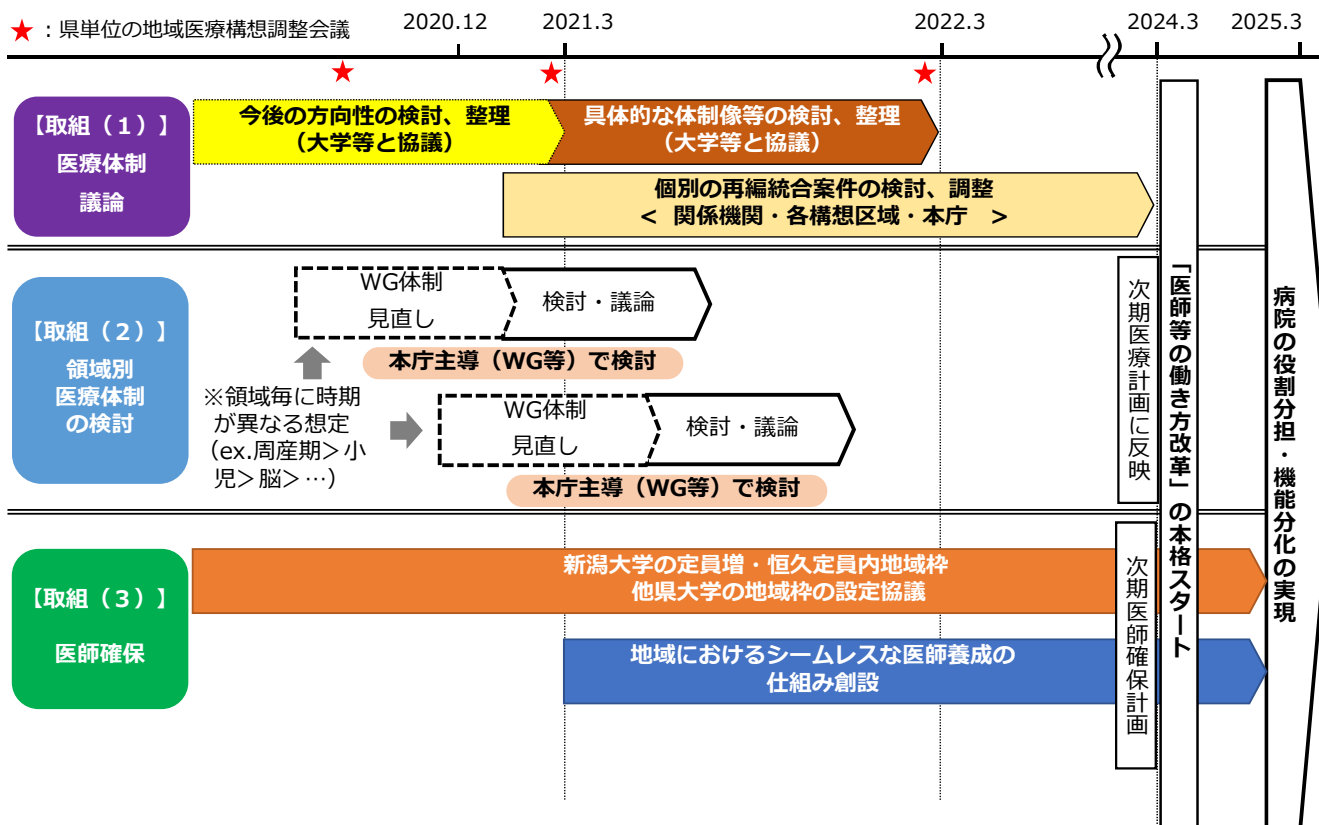 ★：県単位の地域医療構想調整会議
2020.12
2021.3
2022.3
2024.3
2025.3
【取組（１）】
医療体制
議論
今後の方向性の検討、整理
（大学等と協議）
具体的な体制像等の検討、整理
（大学等と協議）
個別の再編統合案件の検討、調整
＜ 関係機関・各構想区域・本庁 ＞
【取組（２）】
領域別
医療体制
の検討
WG体制
見直し
検討・議論
本庁主導（WG等）で検討
※領域毎に時期
が異なる想定
（ex.周産期＞小
児＞脳＞…）
WG体制
見直し
検討・議論
本庁主導（WG等）で検討
次期医療計画に反映
【取組（３）】
医師確保
新潟大学の定員増・恒久定員内地域枠
他県大学の地域枠の設定協議
地域におけるシームレスな医師養成の
仕組み創設
次期医師確保計画
「医師等の働き方改革」の本格スタート
病院の役割分担・機能分化の実現